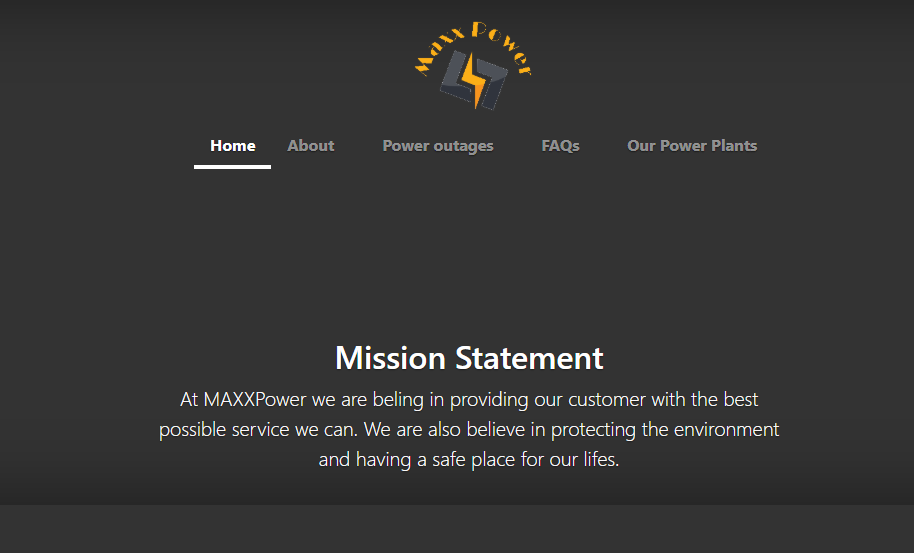 Maxx Power
Home About Power outages FAQs Our Power Plants
Mission Statement
At MAXXPower we are beling in providing our customer with the best
possible service we can. We are also believe in protecting the environment
and having a safe place for our lifes.